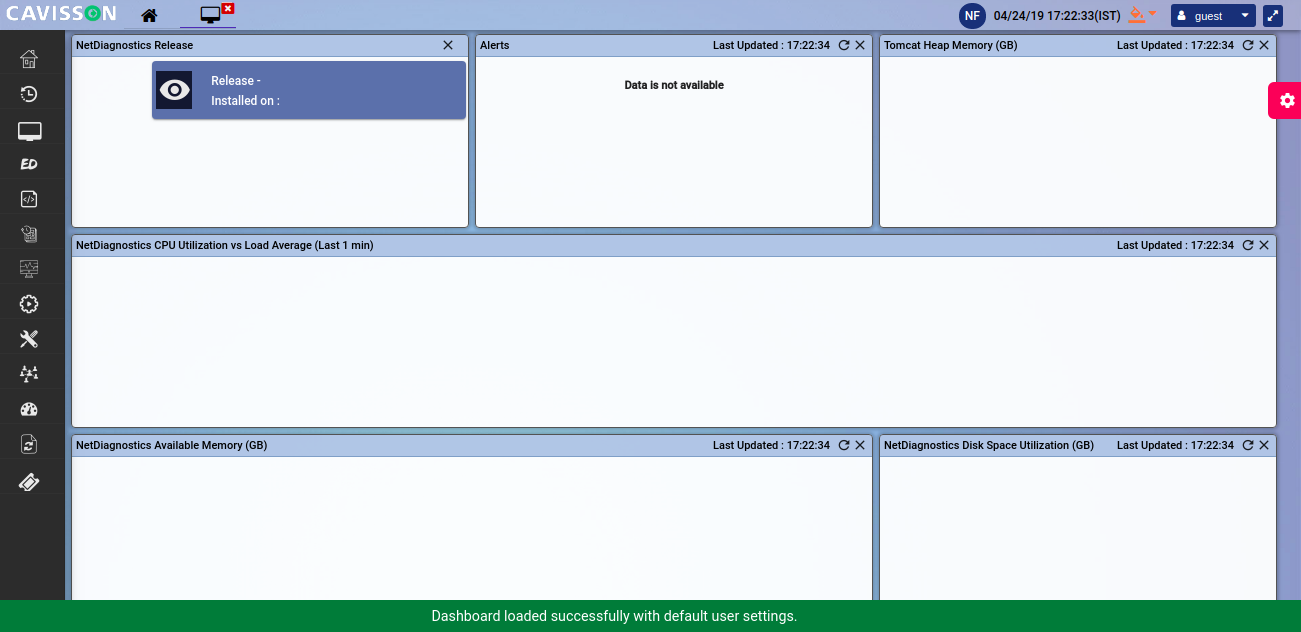 CAVISSON
NF
04/24/19 17:22:33(IST)
guest
NetDiagnostics Release
Release -
Installed on :
Alerts
Last Updated : 17:22:34
Data is not available
Tomcat Heap Memory (GB)
Last Updated : 17:22:34
ED
NetDiagnostics CPU Utilization vs Load Average (Last 1 min)
Last Updated : 17:22:34
NetDiagnostics Available Memory (GB)
Last Updated : 17:22:34
NetDiagnostics Disk Space Utilization (GB)
Last Updated : 17:22:34
Dashboard loaded successfully with default user settings.